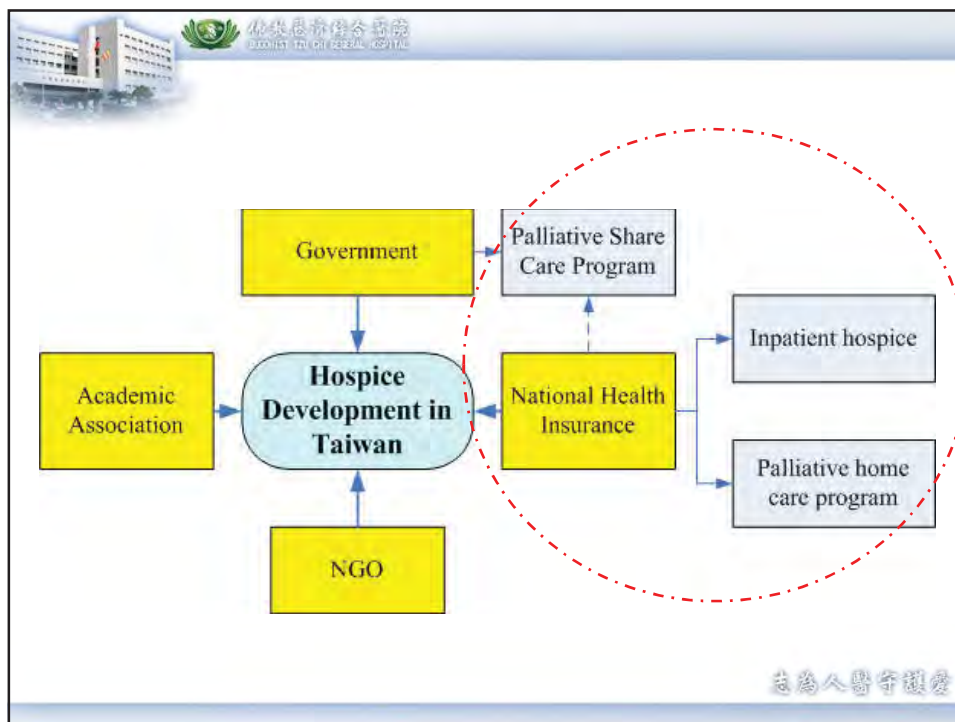 佛教慈濟綜合醫院
BUDDHIST TZU CHI GENERAL HOSPITAL
Government
Palliative Share
Care Program
Academic
Association
Hospice
Development in
Taiwan
National Health
Insurance
Inpatient hospice
Palliative home
care program
NGO
志為人醫守護愛